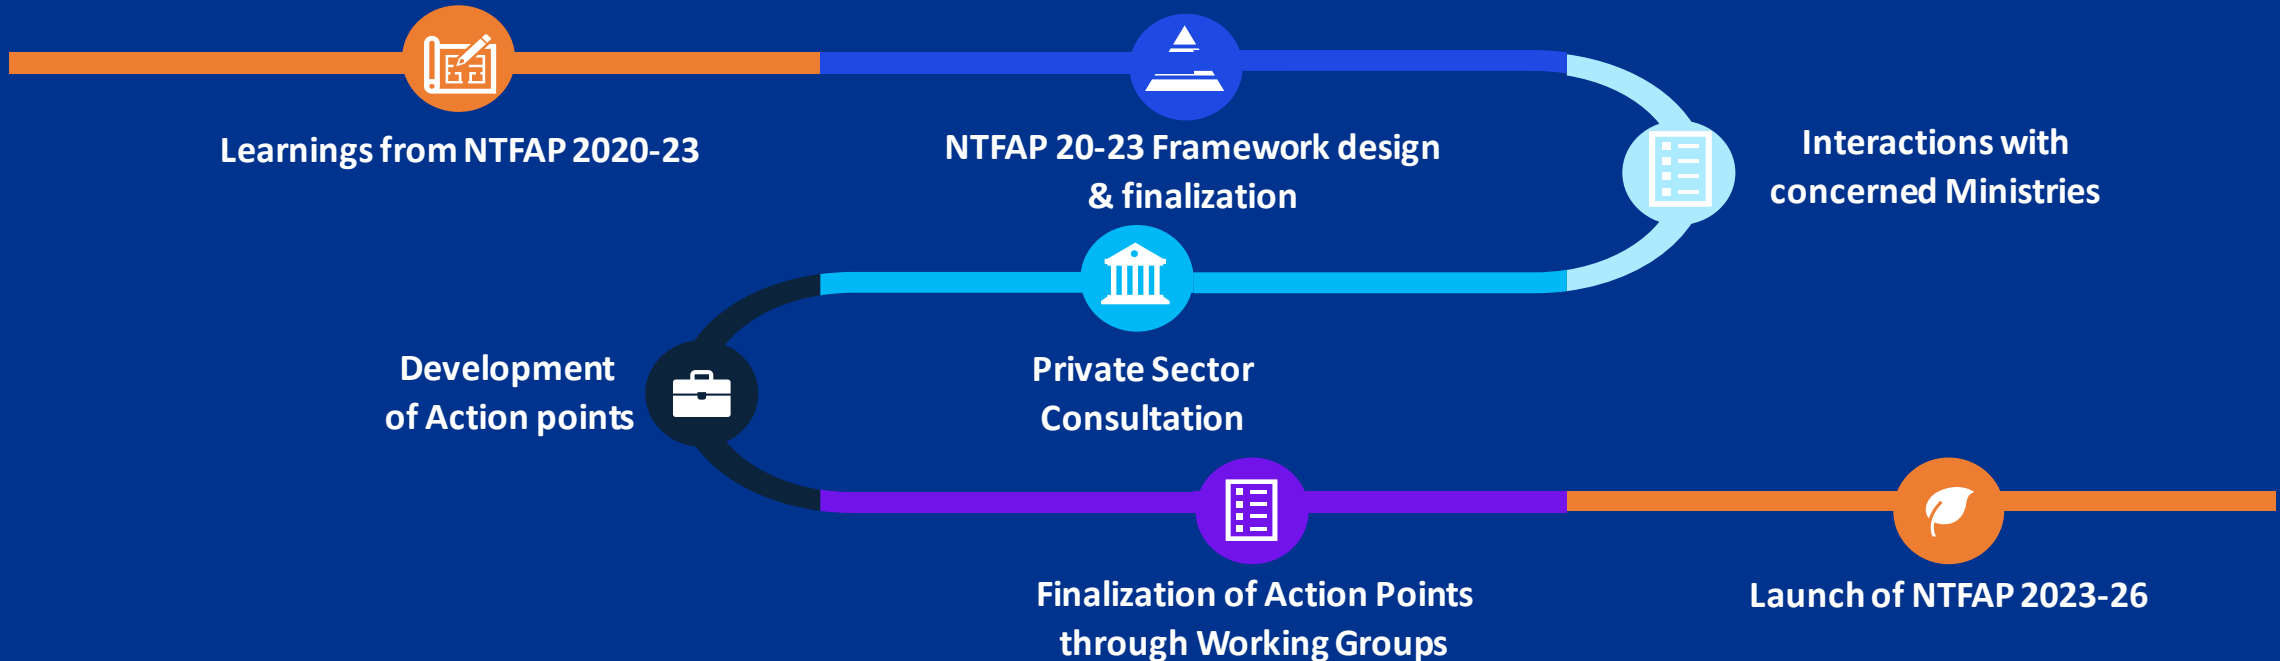 Learnings from NTFAP 2020-23
NTFAP 20-23 Framework design
& finalization
Interactions with
concerned Ministries
Private Sector
Consultation
Development
of Action points
Finalization of Action Points
through Working Groups
Launch of NTFAP 2023-26